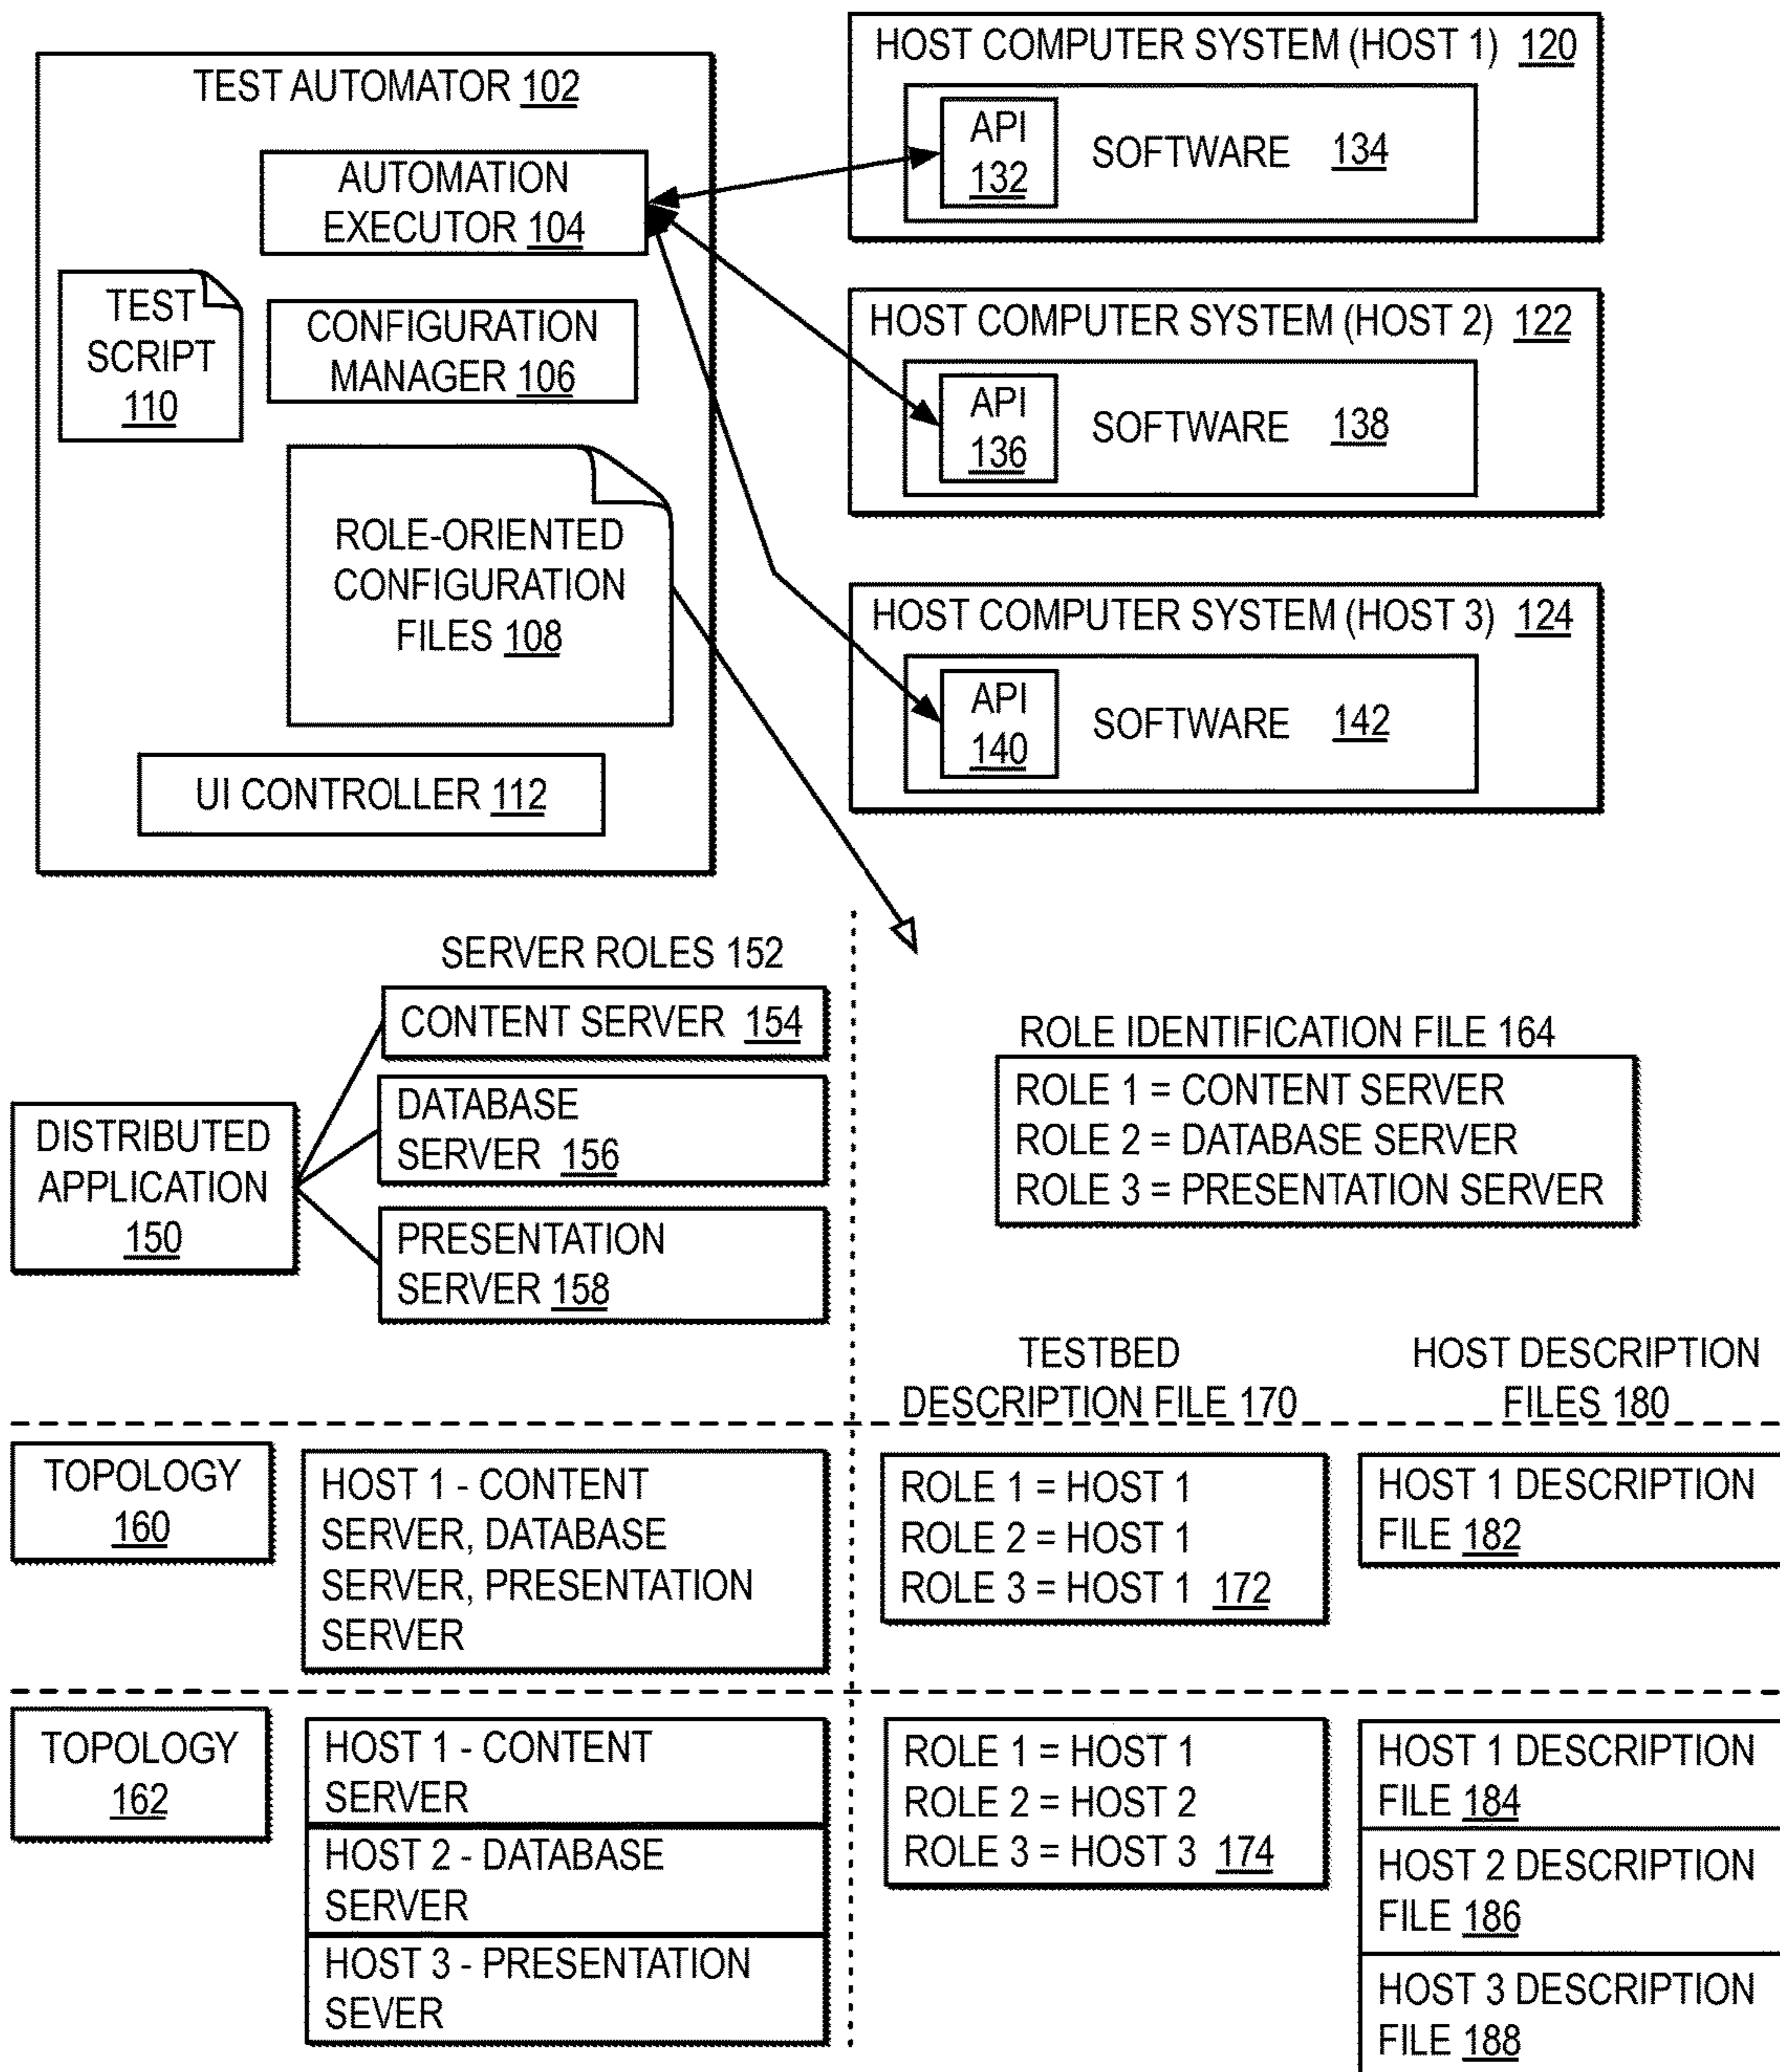 TEST AUTOMATOR 102
AUTOMATION
EXECUTOR 104
TEST
SCRIPT
110
CONFIGURATION
MANAGER 106
ROLE-ORIENTED
CONFIGURATION
FILES 108
UI CONTROLLER 112
HOST COMPUTER SYSTEM (HOST 1) 120
API
132
SOFTWARE 134
HOST COMPUTER SYSTEM (HOST 2) 122
API
136
SOFTWARE 138
HOST COMPUTER SYSTEM (HOST 3) 124
API
140
SOFTWARE 142
SERVER ROLES 152
CONTENT SERVER 154
DATABASE
SERVER 156
PRESENTATION
SERVER 158
DISTRIBUTED
APPLICATION
150
ROLE IDENTIFICATION FILE 164
ROLE 1 = CONTENT SERVER
ROLE 2 = DATABASE SERVER
ROLE 3 = PRESENTATION SERVER
TESTBED
DESCRIPTION FILE 170
HOST DESCRIPTION
FILES 180
TOPOLOGY
160
HOST 1 - CONTENT
SERVER, DATABASE
SERVER, PRESENTATION
SERVER
ROLE 1 = HOST 1
ROLE 2 = HOST 1
ROLE 3 = HOST 1 172
HOST 1 DESCRIPTION
FILE 182
TOPOLOGY
162
HOST 1 - CONTENT
SERVER
HOST 2 - DATABASE
SERVER
HOST 3 - PRESENTATION
SEVER
ROLE 1 = HOST 1
ROLE 2 = HOST 2
ROLE 3 = HOST 3 174
HOST 1 DESCRIPTION
FILE 184
HOST 2 DESCRIPTION
FILE 186
HOST 3 DESCRIPTION
FILE 188